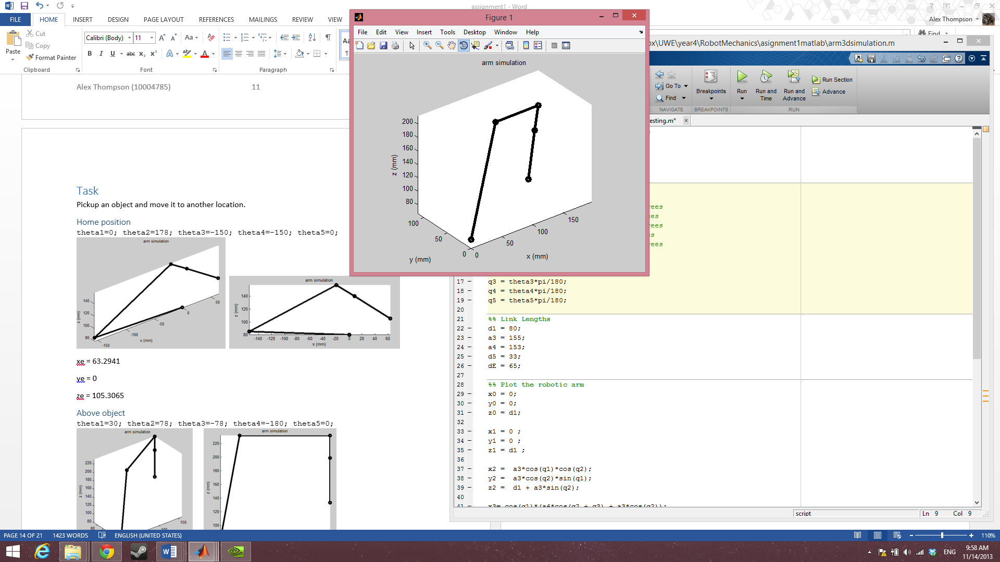 assignment1 - Word
FILE HOME INSERT DESIGN PAGE LAYOUT REFERENCES MAILINGS REVIEW VIEW
Alex Thompson
Cut
Copy
Format Painter
Paste
Clipboard
Calibri (Body) 11
Font
Paragraph
Find
Alex Thompson (10004785) 11
Task
Pickup an object and move it to another location.
Home position
theta1=0; theta2=178; theta3=-150; theta4=-150; theta5=0;
arm simulation
z (mm)
140
120
100
80
-150
-100
-50
0
50
x (mm)
arm simulation
z (mm)
140
120
100
80
-140 -120 -100 -80 -60 -40 -20 0 20 40 60
x (mm)
xe = 63.2941
ye = 0
ze = 105.3065
Above object
theta1=30; theta2=78; theta3=-78; theta4=-180; theta5=0;
arm simulation
z (mm)
220
200
180
160
140
120
100
80
80
100
150
arm simulation
z (mm)
220
200
180
160
140
120
100
Figure 1
File Edit View Insert Tools Desktop Window Help
arm simulation
200
180
160
140
120
100
80
z (mm)
100
50
0
y (mm)
0
50
100
150
x (mm)
ox\UWE\year4\RobotMechanics\asignment1matlab\arm3dsimulation.m
Go To
Find
NAVIGATE
Breakpoints
BREAKPOINTS
Run
Run and Time
Run and Advance
Run Section
Advance
RUN
esting.m*
rees
es
rees
s
rees
17 q3 = theta3*pi/180;
18 q4 = theta4*pi/180;
19 q5 = theta5*pi/180;
20
21 %% Link Lengths
22 d1 = 80;
23 a3 = 155;
24 a4 = 153;
25 d5 = 33;
26 dE = 65;
27
28 %% Plot the robotic arm
29 x0 = 0;
30 y0 = 0;
31 z0 = d1;
32
33 x1 = 0 ;
34 y1 = 0 ;
35 z1 = d1 ;
36
37 x2 = a3*cos(q1)*cos(q2);
38 y2 = a3*cos(q2)*sin(q1);
39 z2 = d1 + a3*sin(q2);
40
41 x3= cos(q1)*(a4*cos(q2 + q3) + a3*cos(q2));
script Ln 9 Col 9
PAGE 14 OF 21 1423 WORDS ENGLISH (UNITED STATES) 110%
ENG
9:58 AM
11/14/2013